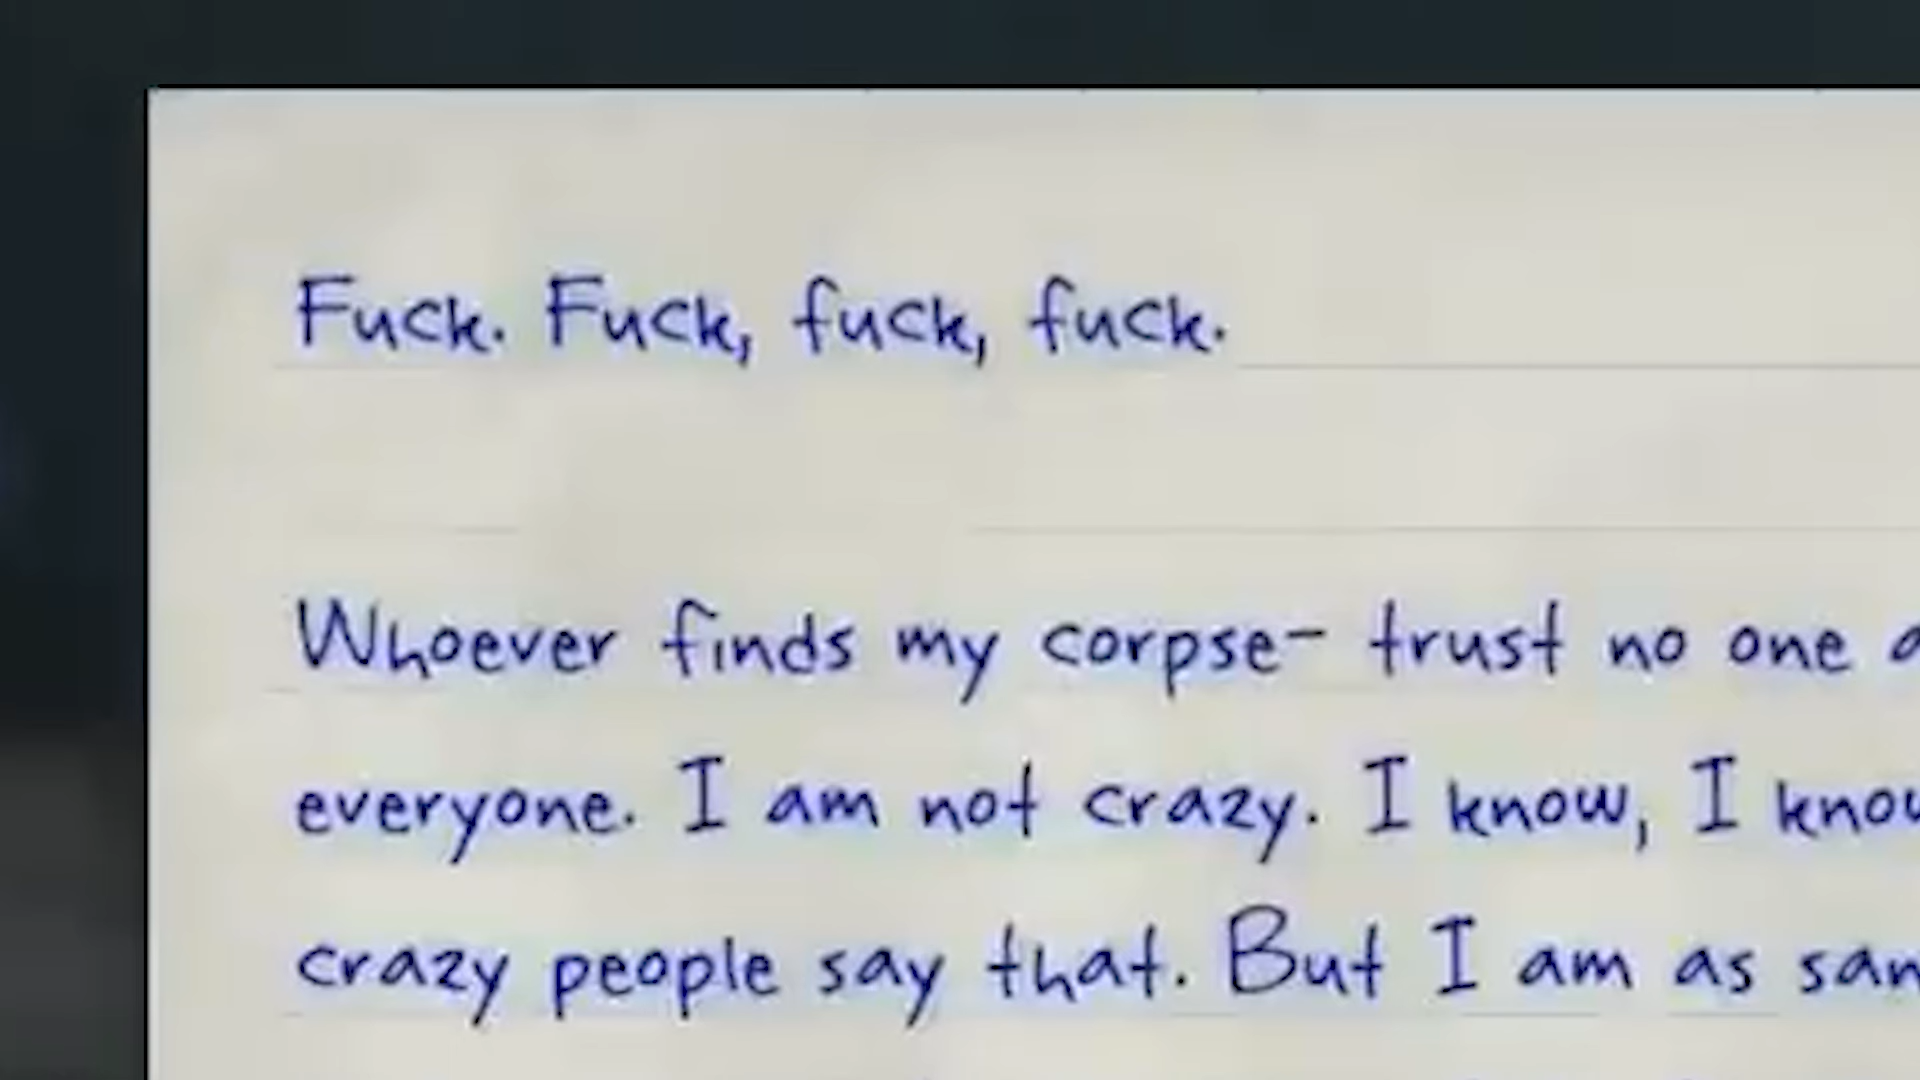 Fuck. Fuck, fuck, fuck.
Whoever finds my corpse- trust no one
everyone. I am not crazy. I know, I
crazy people say that. But I am as